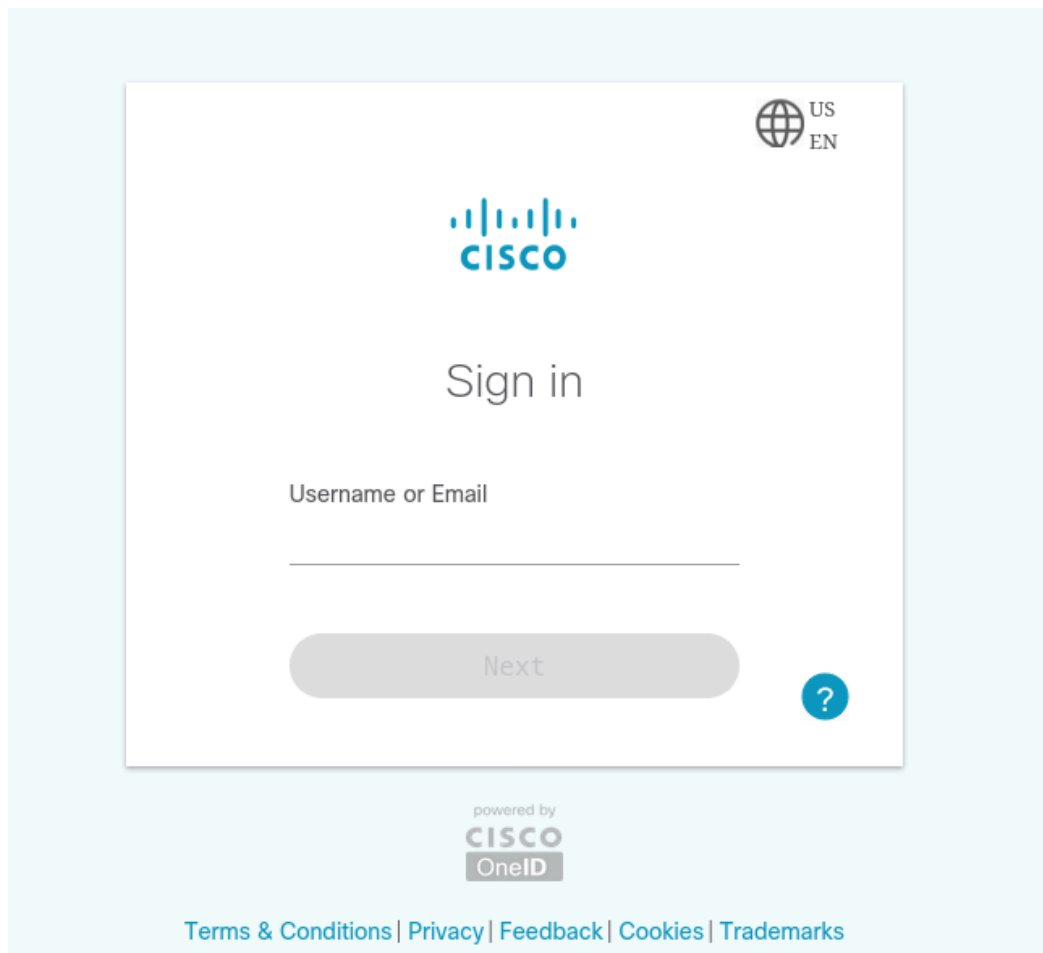 US
EN
CISCO
Sign in
Username or Email
Next
?
powered by
CISCO
OneID
Terms & Conditions| Privacy| Feedback| Cookies| Trademarks